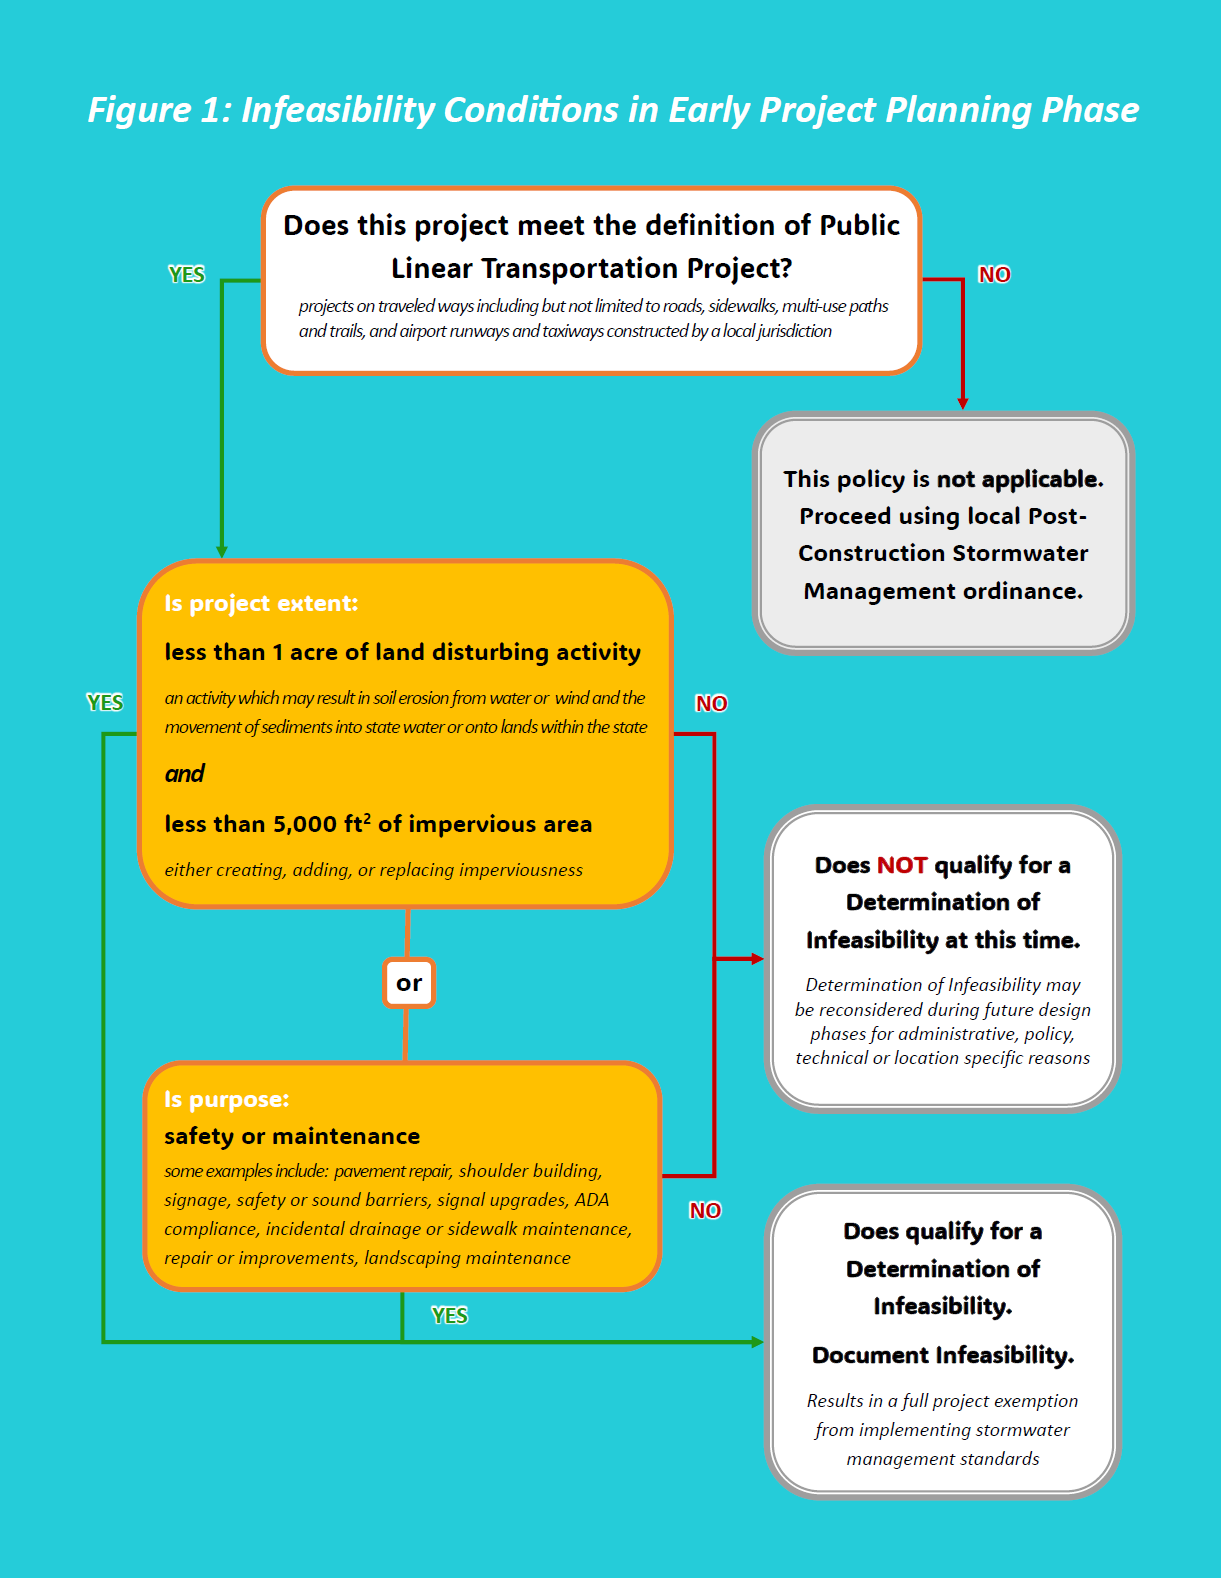 Figure 1: Infeasibility Conditions in Early Project Planning Phase
Does this project meet the definition of Public
Linear Transportation Project?
projects on traveled ways including but not limited to roads, sidewalks, multi-use paths
and trails, and airport runways and taxiways constructed by a local jurisdiction
YES
NO
This policy is not applicable.
Proceed using local Post-
Construction Stormwater
Management ordinance.
Is project extent:
less than 1 acre of land disturbing activity
an activity which may result in soil erosion from water or wind and the
movement of sediments into state water or onto lands within the state
and
less than 5,000 ft² of impervious area
either creating, adding, or replacing imperviousness
YES
NO
or
Does NOT qualify for a
Determination of
Infeasibility at this time.
Determination of Infeasibility may
be reconsidered during future design
phases for administrative, policy,
technical or location specific reasons
Is purpose:
safety or maintenance
some examples include: pavement repair, shoulder building,
signage, safety or sound barriers, signal upgrades, ADA
compliance, incidental drainage or sidewalk maintenance,
repair or improvements, landscaping maintenance
NO
YES
Does qualify for a
Determination of
Infeasibility.
Document Infeasibility.
Results in a full project exemption
from implementing stormwater
management standards